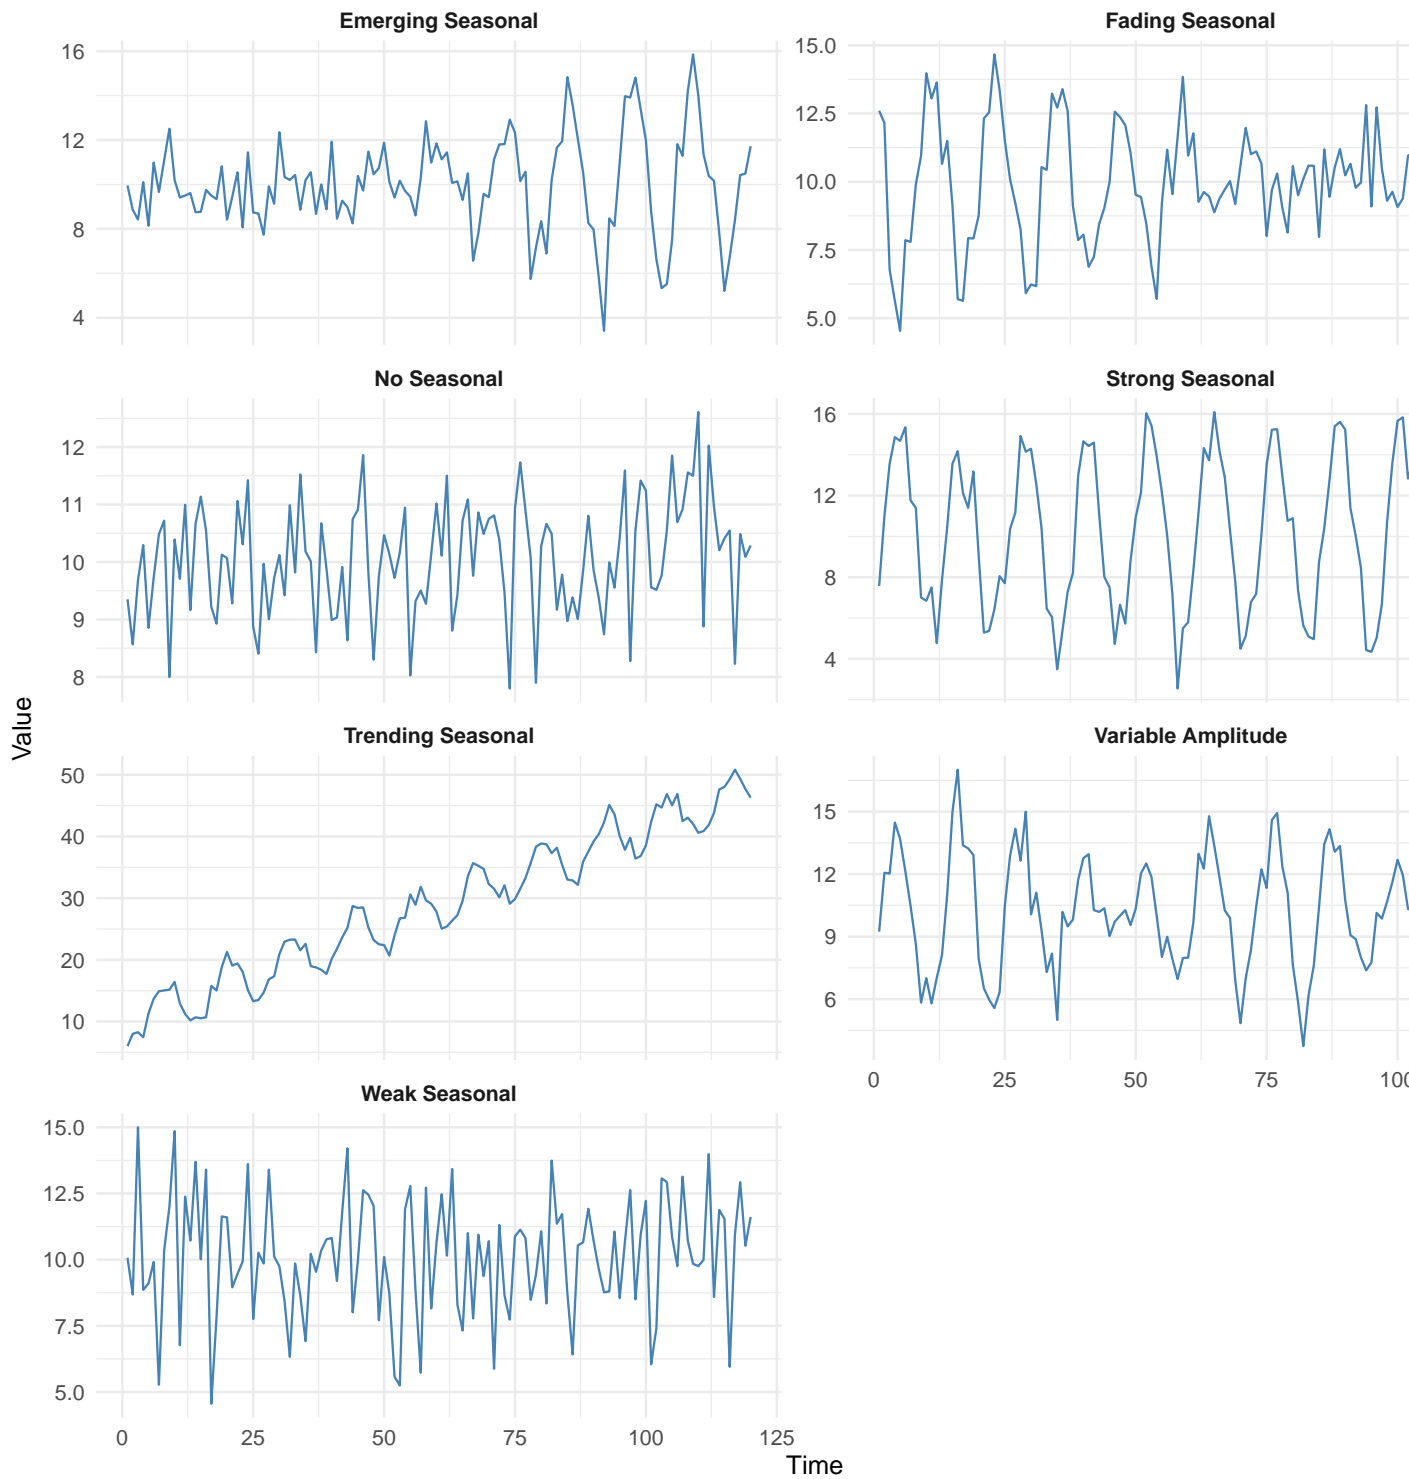 Emerging Seasonal
Fading Seasonal
16
12
8
4
15.0
12.5
10.0
7.5
5.0
No Seasonal
Strong Seasonal
12
11
10
9
8
16
12
8
4
Value
Trending Seasonal
Variable Amplitude
50
40
30
20
10
15
12
9
6
0 25 50 75 100
Weak Seasonal
15.0
12.5
10.0
7.5
5.0
0 25 50 75 100 125
Time